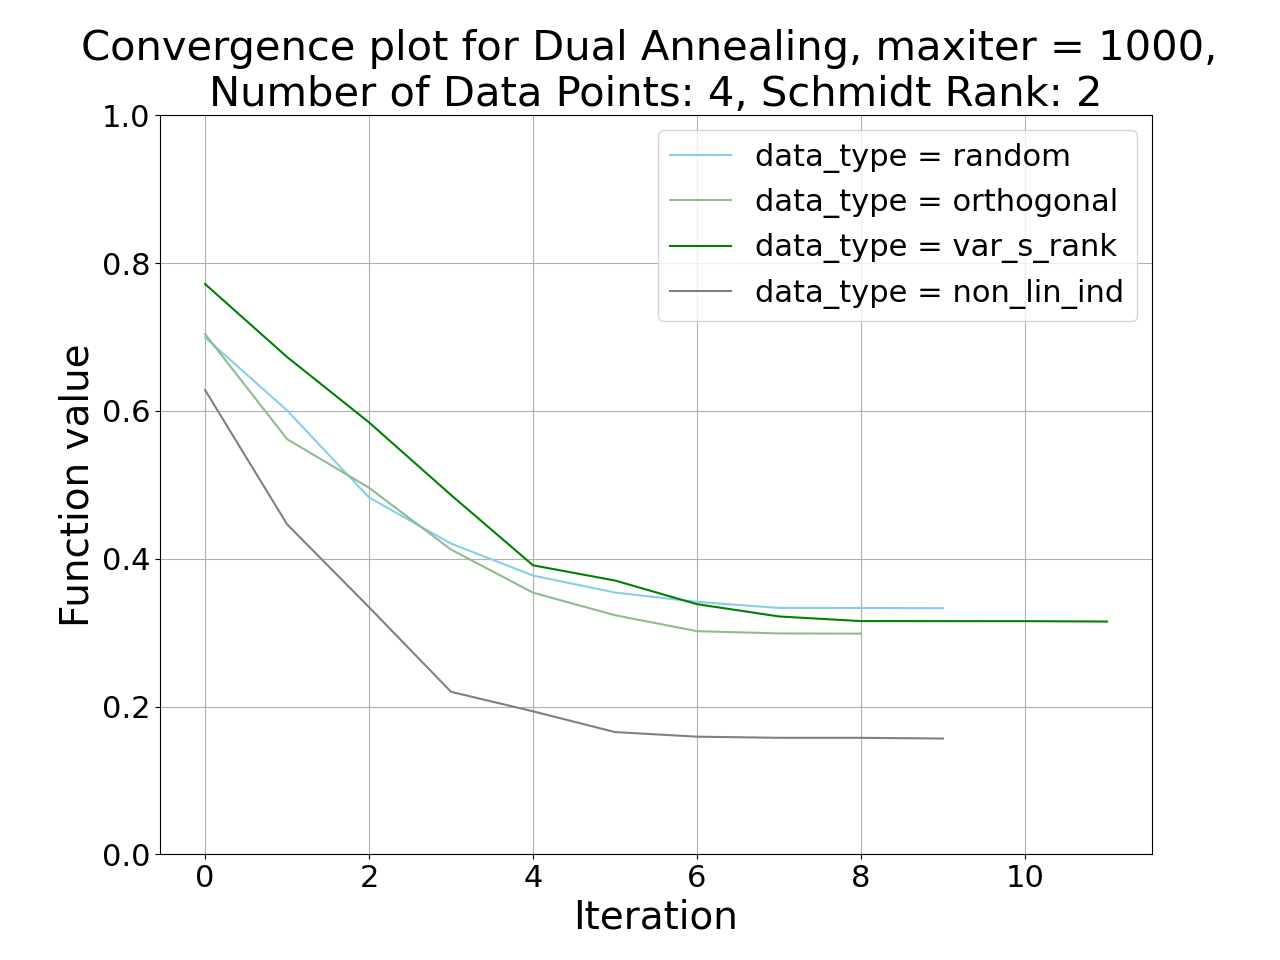 Convergence plot for Dual Annealing, maxiter = 1000,
Number of Data Points: 4, Schmidt Rank: 2
1.0
0.8
0.6
0.4
0.2
0.0
Function value
data_type = random
data_type = orthogonal
data_type = var_s_rank
data_type = non_lin_ind
0 2 4 6 8 10
Iteration